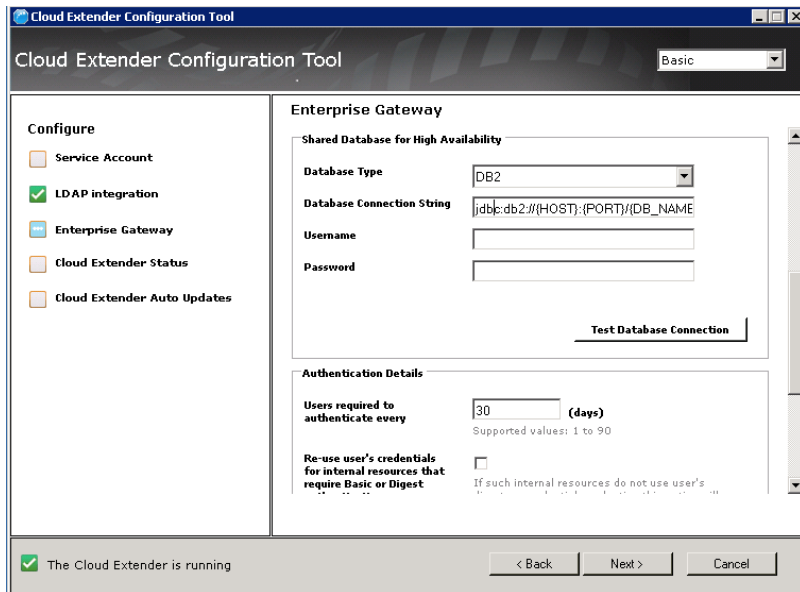 Cloud Extender Configuration Tool
Cloud Extender Configuration Tool
Basic
Configure
Service Account
LDAP integration
Enterprise Gateway
Cloud Extender Status
Cloud Extender Auto Updates
Enterprise Gateway
Shared Database for High Availability
Database Type
DB2
Database Connection String
jdbc:db2://{HOST}:{PORT}/{DB_NAME
Username
Password
Test Database Connection
Authentication Details
Users required to
authenticate every
30
(days)
Supported values: 1 to 90
Re-use user's credentials
for internal resources that
require Basic or Digest
If such internal resources do not use user's
The Cloud Extender is running
< Back
Next >
Cancel